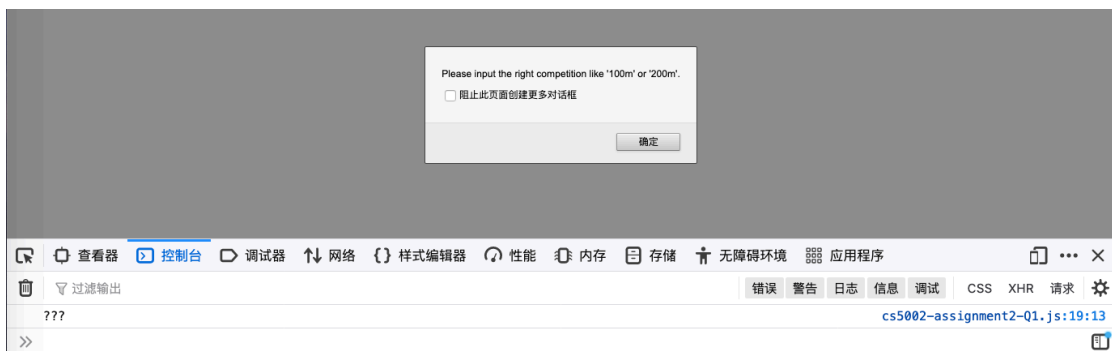 Please input the right competition like '100m' or '200m'.
阻止此页面创建更多对话框
确定
查看器 控制台 调试器 网络 {} 样式编辑器 性能 内存 存储 无障碍环境 应用程序
过滤输出 错误 警告 日志 信息 调试 CSS XHR 请求
??? cs5002-assignment2-Q1.js:19:13